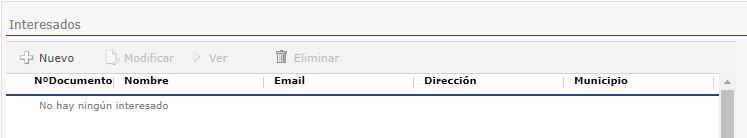 Interesados
Nuevo Modificar Ver Eliminar
NºDocumento Nombre Email Dirección Municipio
No hay ningún interesado